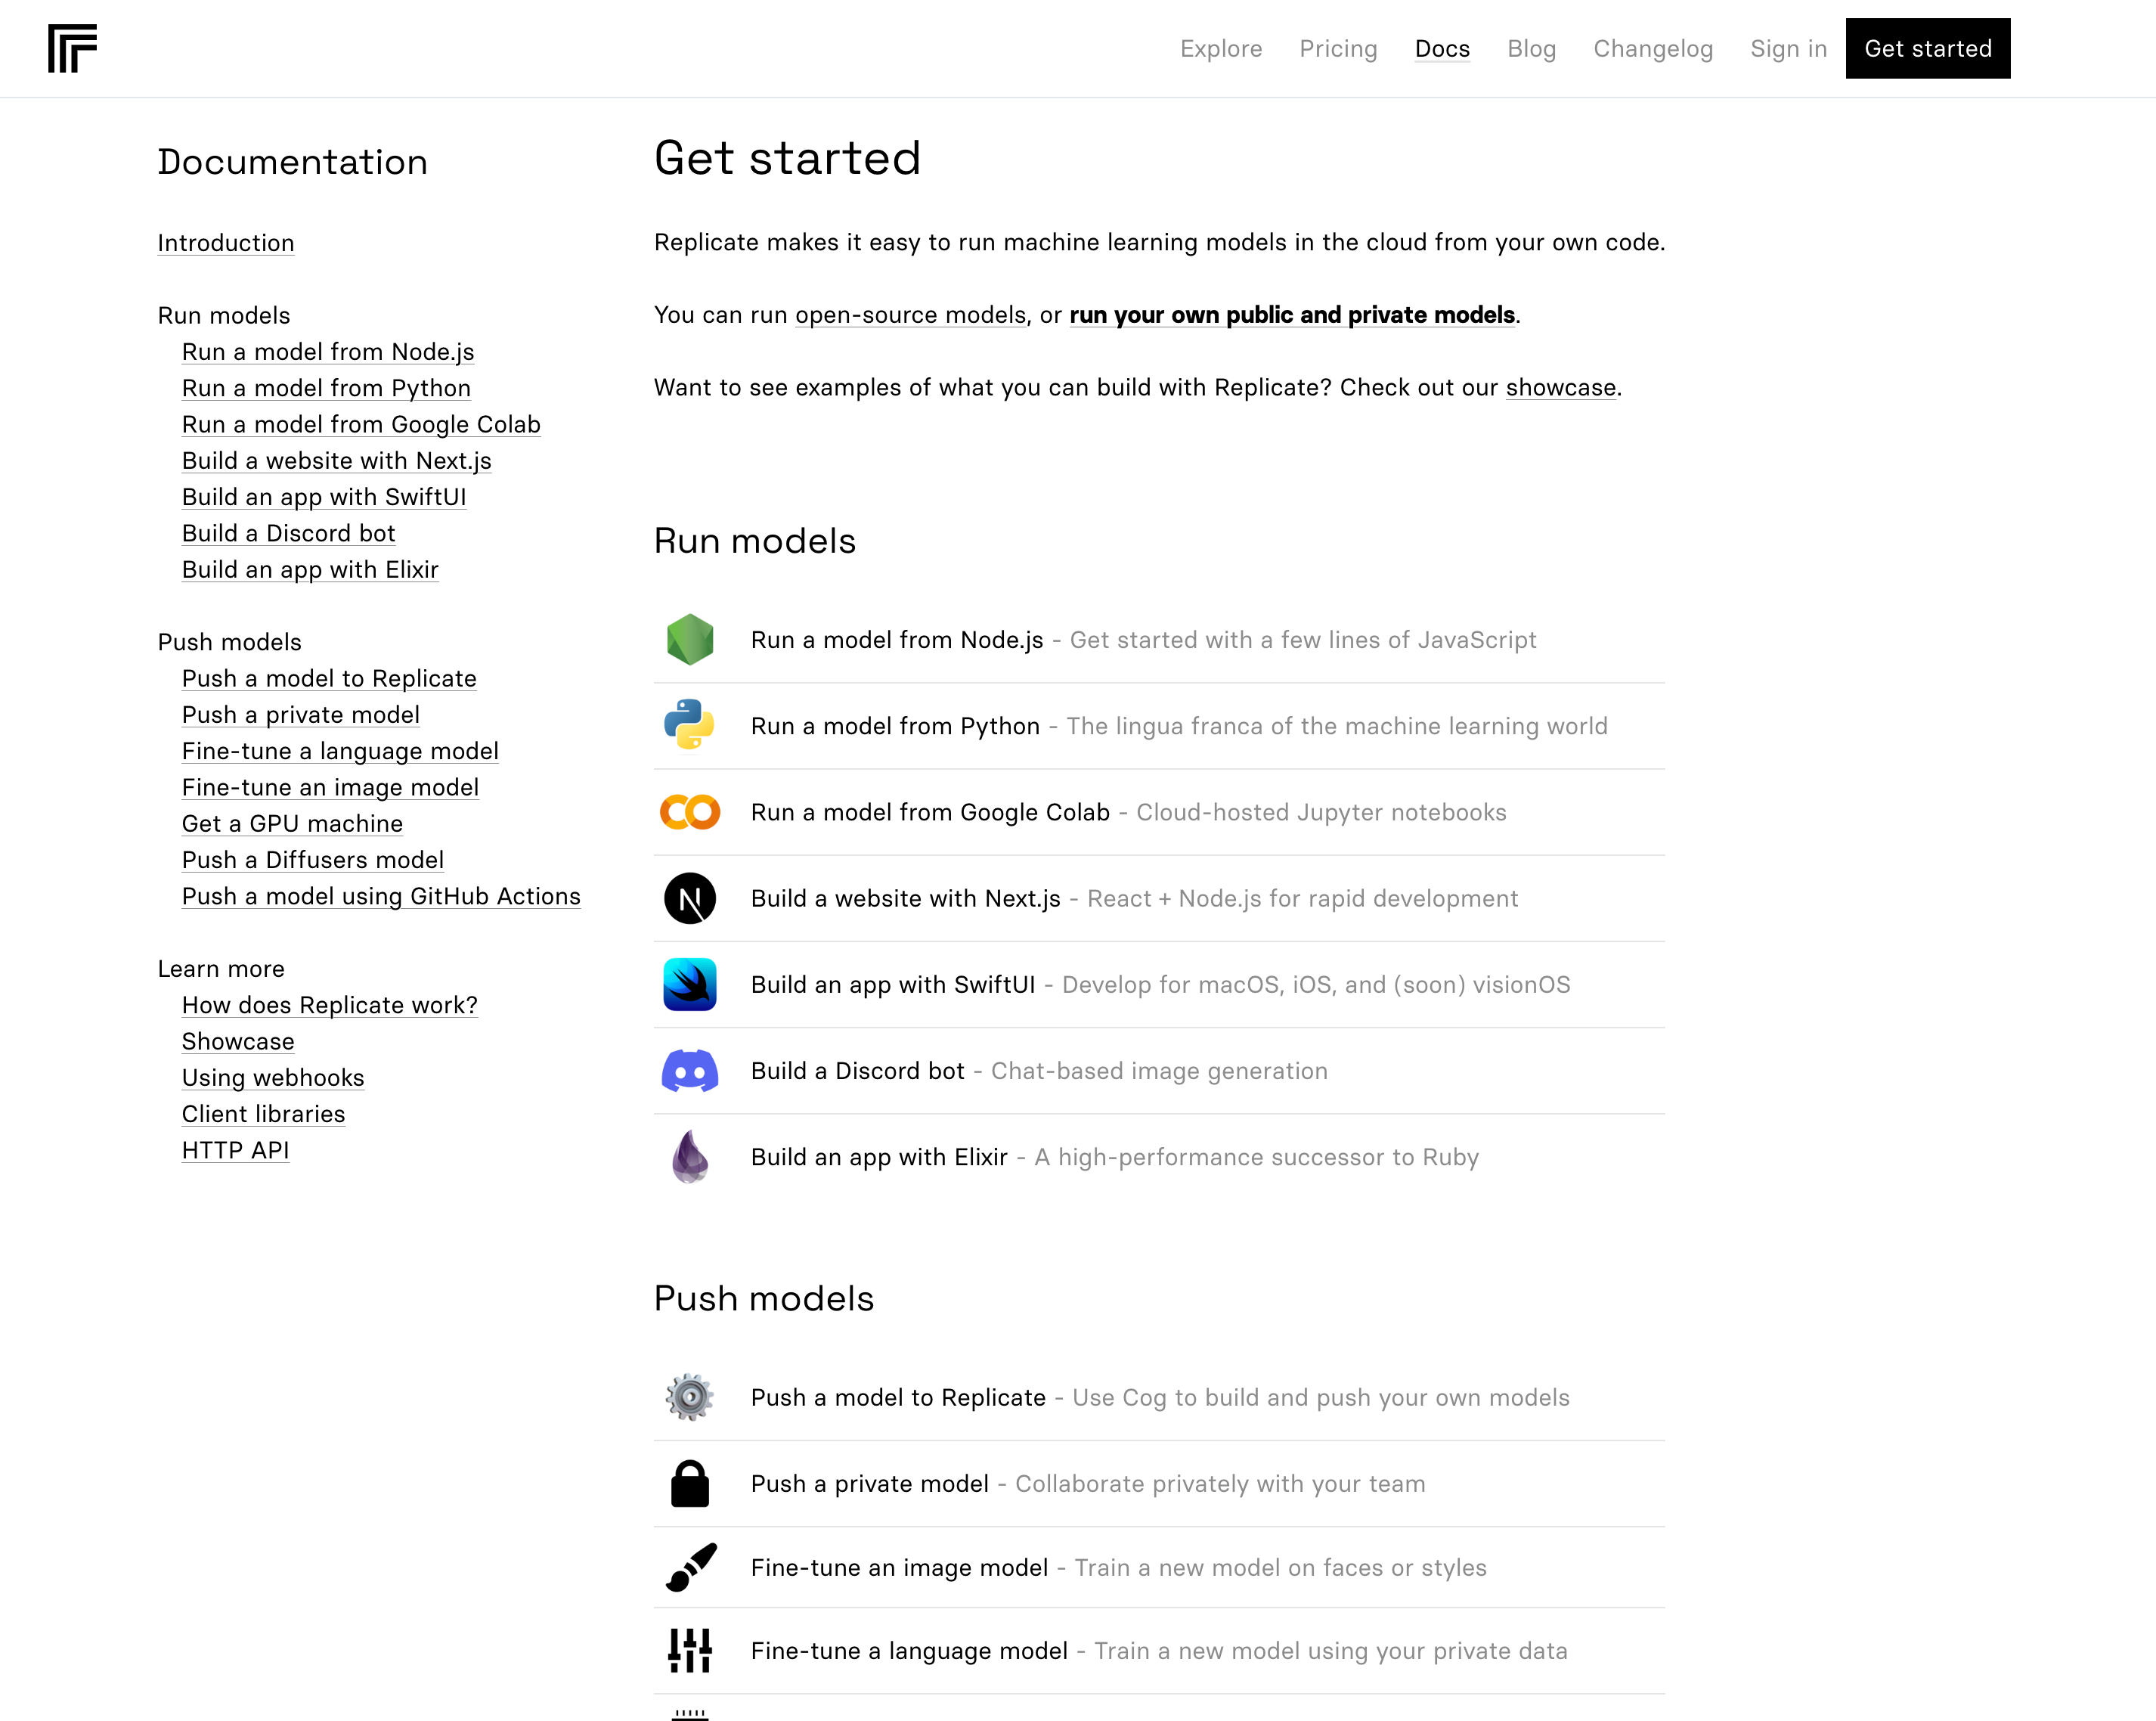 Explore Pricing Docs Blog Changelog Sign in Get started
Documentation
Introduction
Run models
Run a model from Node.js
Run a model from Python
Run a model from Google Colab
Build a website with Next.js
Build an app with SwiftUI
Build a Discord bot
Build an app with Elixir
Push models
Push a model to Replicate
Push a private model
Fine-tune a language model
Fine-tune an image model
Get a GPU machine
Push a Diffusers model
Push a model using GitHub Actions
Learn more
How does Replicate work?
Showcase
Using webhooks
Client libraries
HTTP API
Get started
Replicate makes it easy to run machine learning models in the cloud from your own code.
You can run open-source models, or run your own public and private models.
Want to see examples of what you can build with Replicate? Check out our showcase.
Run models
Run a model from Node.js - Get started with a few lines of JavaScript
Run a model from Python - The lingua franca of the machine learning world
Run a model from Google Colab - Cloud-hosted Jupyter notebooks
Build a website with Next.js - React + Node.js for rapid development
Build an app with SwiftUI - Develop for macOS, iOS, and (soon) visionOS
Build a Discord bot - Chat-based image generation
Build an app with Elixir - A high-performance successor to Ruby
Push models
Push a model to Replicate - Use Cog to build and push your own models
Push a private model - Collaborate privately with your team
Fine-tune an image model - Train a new model on faces or styles
Fine-tune a language model - Train a new model using your private data